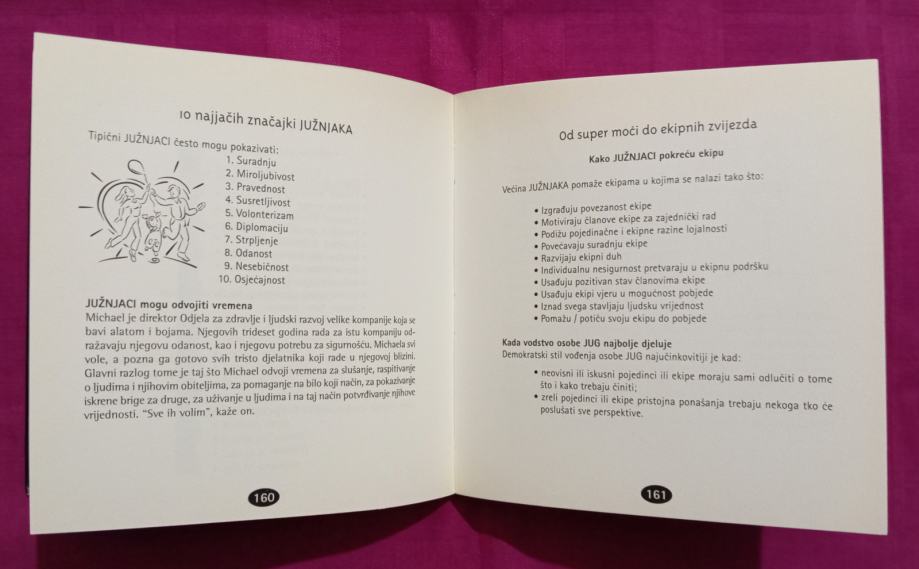 10 najjačih značajki JUŽNJAKA
Tipični JUŽNJACI često mogu pokazivati:
1. Suradnju
2. Miroljubivost
3. Pravednost
4. Susretljivost
5. Volonterizam
6. Diplomaciju
7. Strpljenje
8. Odanost
9. Nesebičnost
10. Osjećajnost
JUŽNJACI mogu odvojiti vremena
Michael je direktor Odjela za zdravlje i ljudski razvoj velike kompanije koja se
bavi alatom i bojama. Njegovih trideset godina rada za istu kompaniju od-
ražavaju njegovu odanost, kao i njegovu potrebu za sigurnošću. Michaela svi
vole, a pozna ga gotovo svih tristo djelatnika koji rade u njegovoj blizini.
Glavni razlog tome je taj što Michael odvoji vremena za slušanje, raspitivanje
o ljudima i njihovim obiteljima, za pomaganje na bilo koji način, za pokazivanje
iskrene brige za druge, za uživanje u ljudima i na taj način potvrđivanje njihove
vrijednosti. “Sve ih volim”, kaže on.
160
Od super moći do ekipnih zvijezda
Kako JUŽNJACI pokreću ekipu
Većina JUŽNJAKA pomaže ekipama u kojima se nalazi tako što:
• Izgrađuju povezanost ekipe
• Motiviraju članove ekipe za zajednički rad
• Podižu pojedinačne i ekipne razine lojalnosti
• Povećavaju suradnju ekipe
• Razvijaju ekipni duh
• Individualnu nesigurnost pretvaraju u ekipnu podršku
• Usađuju pozitivan stav članovima ekipe
• Usađuju ekipi vjeru u mogućnost pobjede
• Iznad svega stavljaju ljudsku vrijednost
• Pomažu / potiču svoju ekipu do pobjede
Kada vodstvo osobe JUG najbolje djeluje
Demokratski stil vođenja osobe JUG najučinkovitiji je kad:
• neovisni ili iskusni pojedinci ili ekipe moraju sami odlučiti o tome
što i kako trebaju činiti;
• zreli pojedinci ili ekipe pristojna ponašanja trebaju nekoga tko će
poslušati sve perspektive.
161